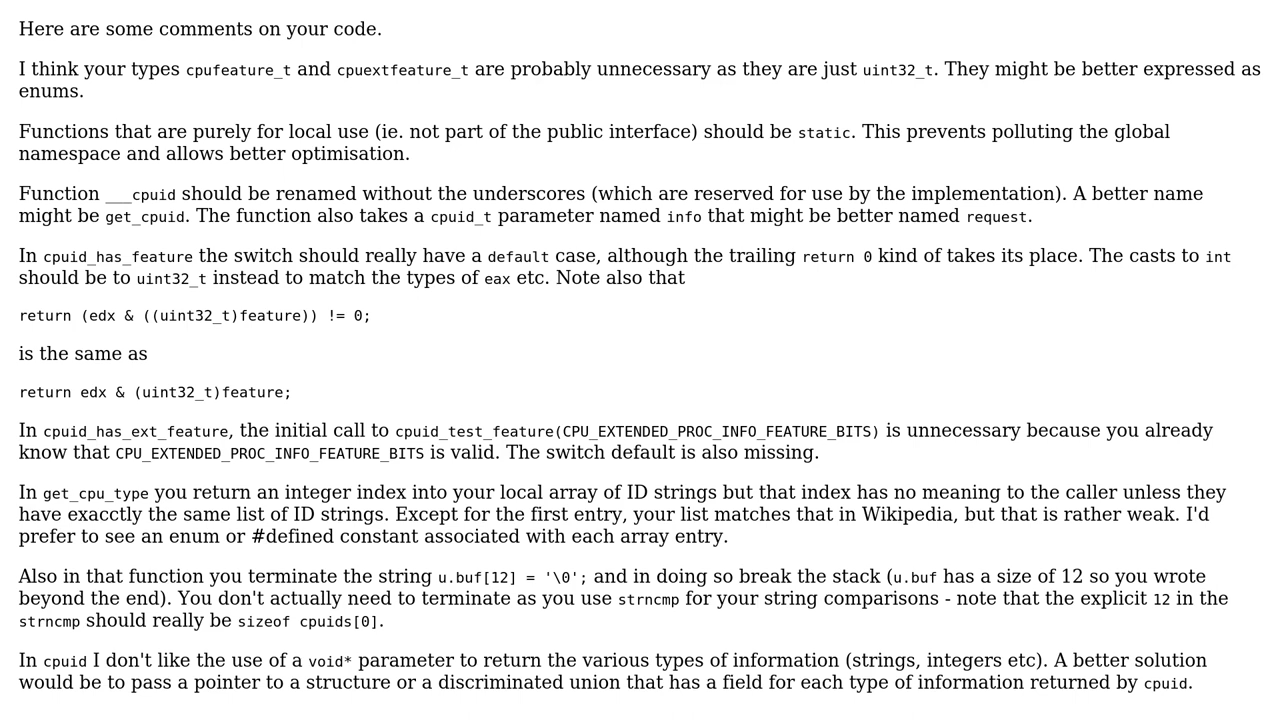 Here are some comments on your code.
I think your types cpufeature_t and cpuextfeature_t are probably unnecessary as they are just uint32_t. They might be better expressed as
enums.
Functions that are purely for local use (ie. not part of the public interface) should be static. This prevents polluting the global
namespace and allows better optimisation.
Function ___cpuid should be renamed without the underscores (which are reserved for use by the implementation). A better name
might be get_cpuid. The function also takes a cpuid_t parameter named info that might be better named request.
In cpuid_has_feature the switch should really have a default case, although the trailing return 0 kind of takes its place. The casts to int
should be to uint32_t instead to match the types of eax etc. Note also that
return (edx & ((uint32_t)feature)) != 0;
is the same as
return edx & (uint32_t)feature;
In cpuid_has_ext_feature, the initial call to cpuid_test_feature(CPU_EXTENDED_PROC_INFO_FEATURE_BITS) is unnecessary because you already
know that CPU_EXTENDED_PROC_INFO_FEATURE_BITS is valid. The switch default is also missing.
In get_cpu_type you return an integer index into your local array of ID strings but that index has no meaning to the caller unless they
have exacctly the same list of ID strings. Except for the first entry, your list matches that in Wikipedia, but that is rather weak. I'd
prefer to see an enum or #defined constant associated with each array entry.
Also in that function you terminate the string u.buf[12] = '\0'; and in doing so break the stack (u.buf has a size of 12 so you wrote
beyond the end). You don't actually need to terminate as you use strncmp for your string comparisons - note that the explicit 12 in the
strncmp should really be sizeof cpuids[0].
In cpuid I don't like the use of a void* parameter to return the various types of information (strings, integers etc). A better solution
would be to pass a pointer to a structure or a discriminated union that has a field for each type of information returned by cpuid.